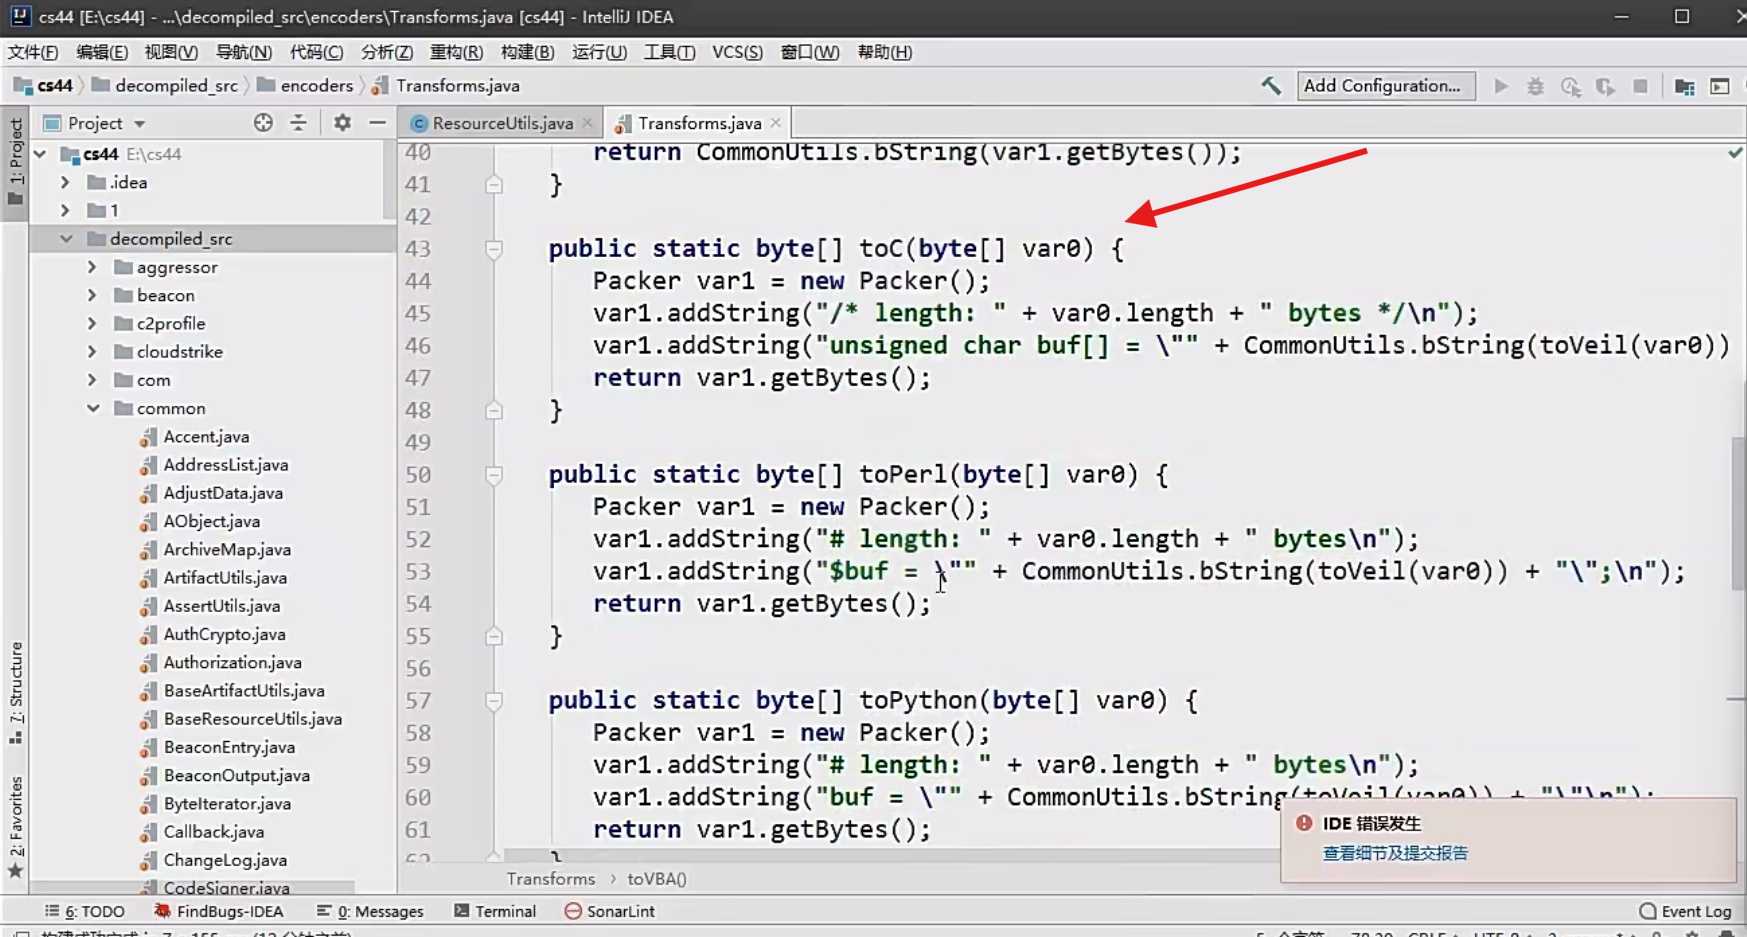 cs44 [E:\cs44] - ...\decompiled_src\encoders\Transforms.java [cs44] - IntelliJ IDEA
文件(F) 编辑(E) 视图(V) 导航(N) 代码(C) 分析(Z) 重构(R) 构建(B) 运行(U) 工具(T) VCS(S) 窗口(W) 帮助(H)
cs44 decompiled_src encoders Transforms.java Add Configuration...
1: Project
Project
ResourceUtils.java Transforms.java
cs44 E:\cs44
.idea
1
decompiled_src
aggressor
beacon
c2profile
cloudstrike
com
common
Accent.java
AddressList.java
AdjustData.java
AObject.java
ArchiveMap.java
ArtifactUtils.java
AssertUtils.java
AuthCrypto.java
Authorization.java
BaseArtifactUtils.java
BaseResourceUtils.java
BeaconEntry.java
BeaconOutput.java
ByteIterator.java
Callback.java
ChangeLog.java
CodeSigner.java
7: Structure
2: Favorites
40 return CommonUtils.bString(var1.getBytes());
41 }
42
43 public static byte[] toC(byte[] var0) {
44 Packer var1 = new Packer();
45 var1.addString("/* length: " + var0.length + " bytes */\n");
46 var1.addString("unsigned char buf[] = \"" + CommonUtils.bString(toVeil(var0))
47 return var1.getBytes();
48 }
49
50 public static byte[] toPerl(byte[] var0) {
51 Packer var1 = new Packer();
52 var1.addString("# length: " + var0.length + " bytes\n");
53 var1.addString("$buf = \"" + CommonUtils.bString(toVeil(var0)) + "\";\n");
54 return var1.getBytes();
55 }
56
57 public static byte[] toPython(byte[] var0) {
58 Packer var1 = new Packer();
59 var1.addString("# length: " + var0.length + " bytes\n");
60 var1.addString("buf = \"" + CommonUtils.bString(toVeil(var0)) + "\"\n");
61 return var1.getBytes();
62 }
IDE 错误发生
查看细节及提交报告
Transforms toVBA()
6: TODO FindBugs-IDEA 0: Messages Terminal SonarLint Event Log